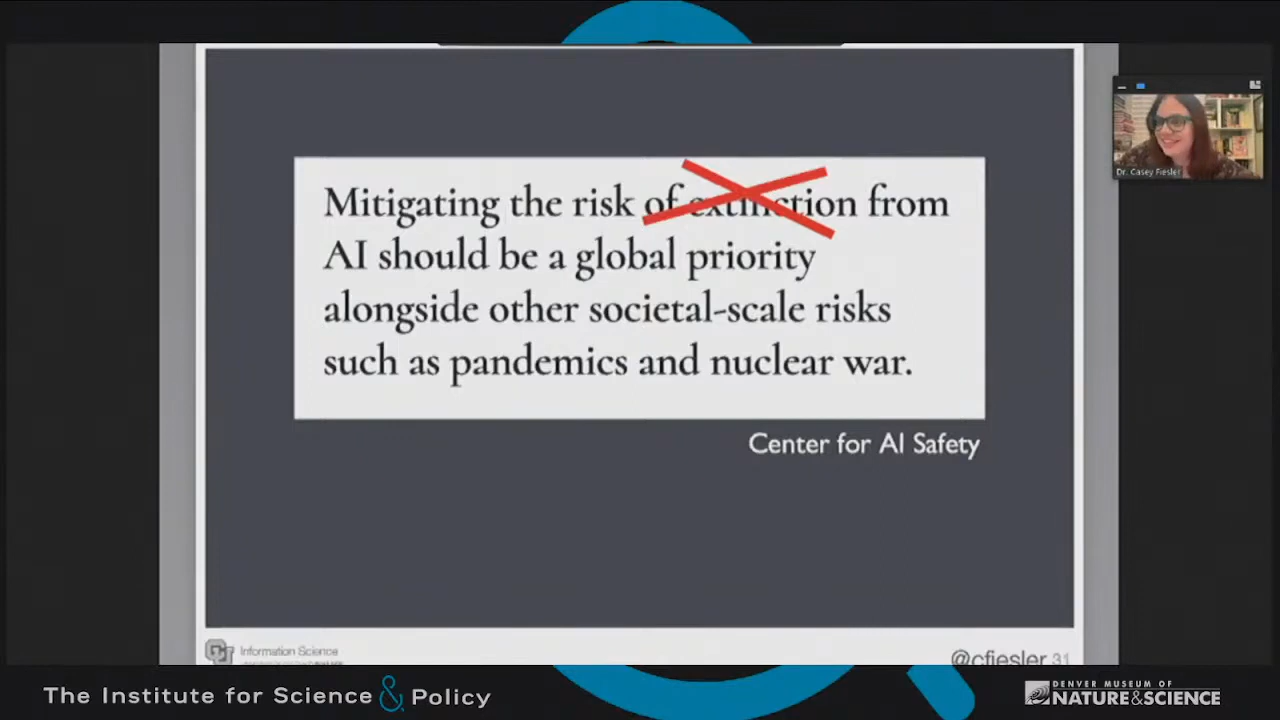 Mitigating the risk of extinction from
AI should be a global priority
alongside other societal-scale risks
such as pandemics and nuclear war.
Center for AI Safety
Dr. Casey Fiesler
Information Science
@cfiesler 31
The Institute for Science & Policy
DENVER MUSEUM OF
NATURE & SCIENCE